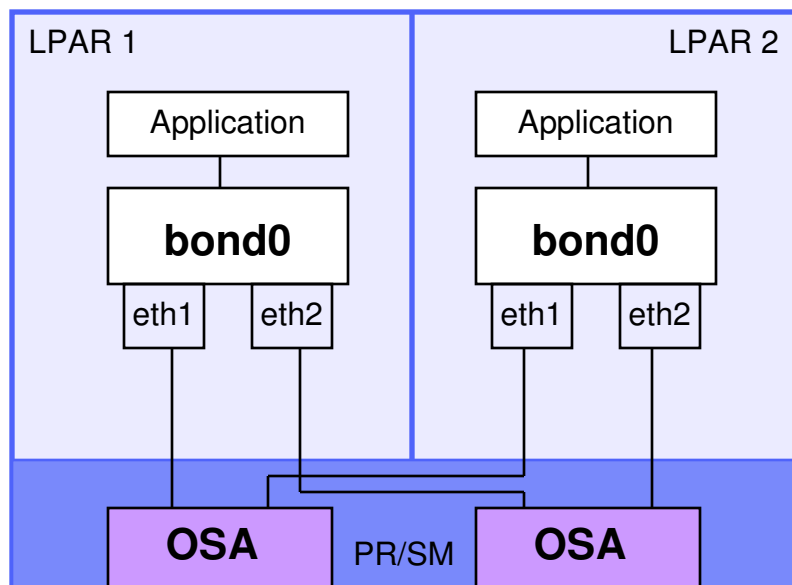 LPAR 1
LPAR 2
Application
Application
bond0
bond0
eth1
eth2
eth1
eth2
OSA
PR/SM
OSA